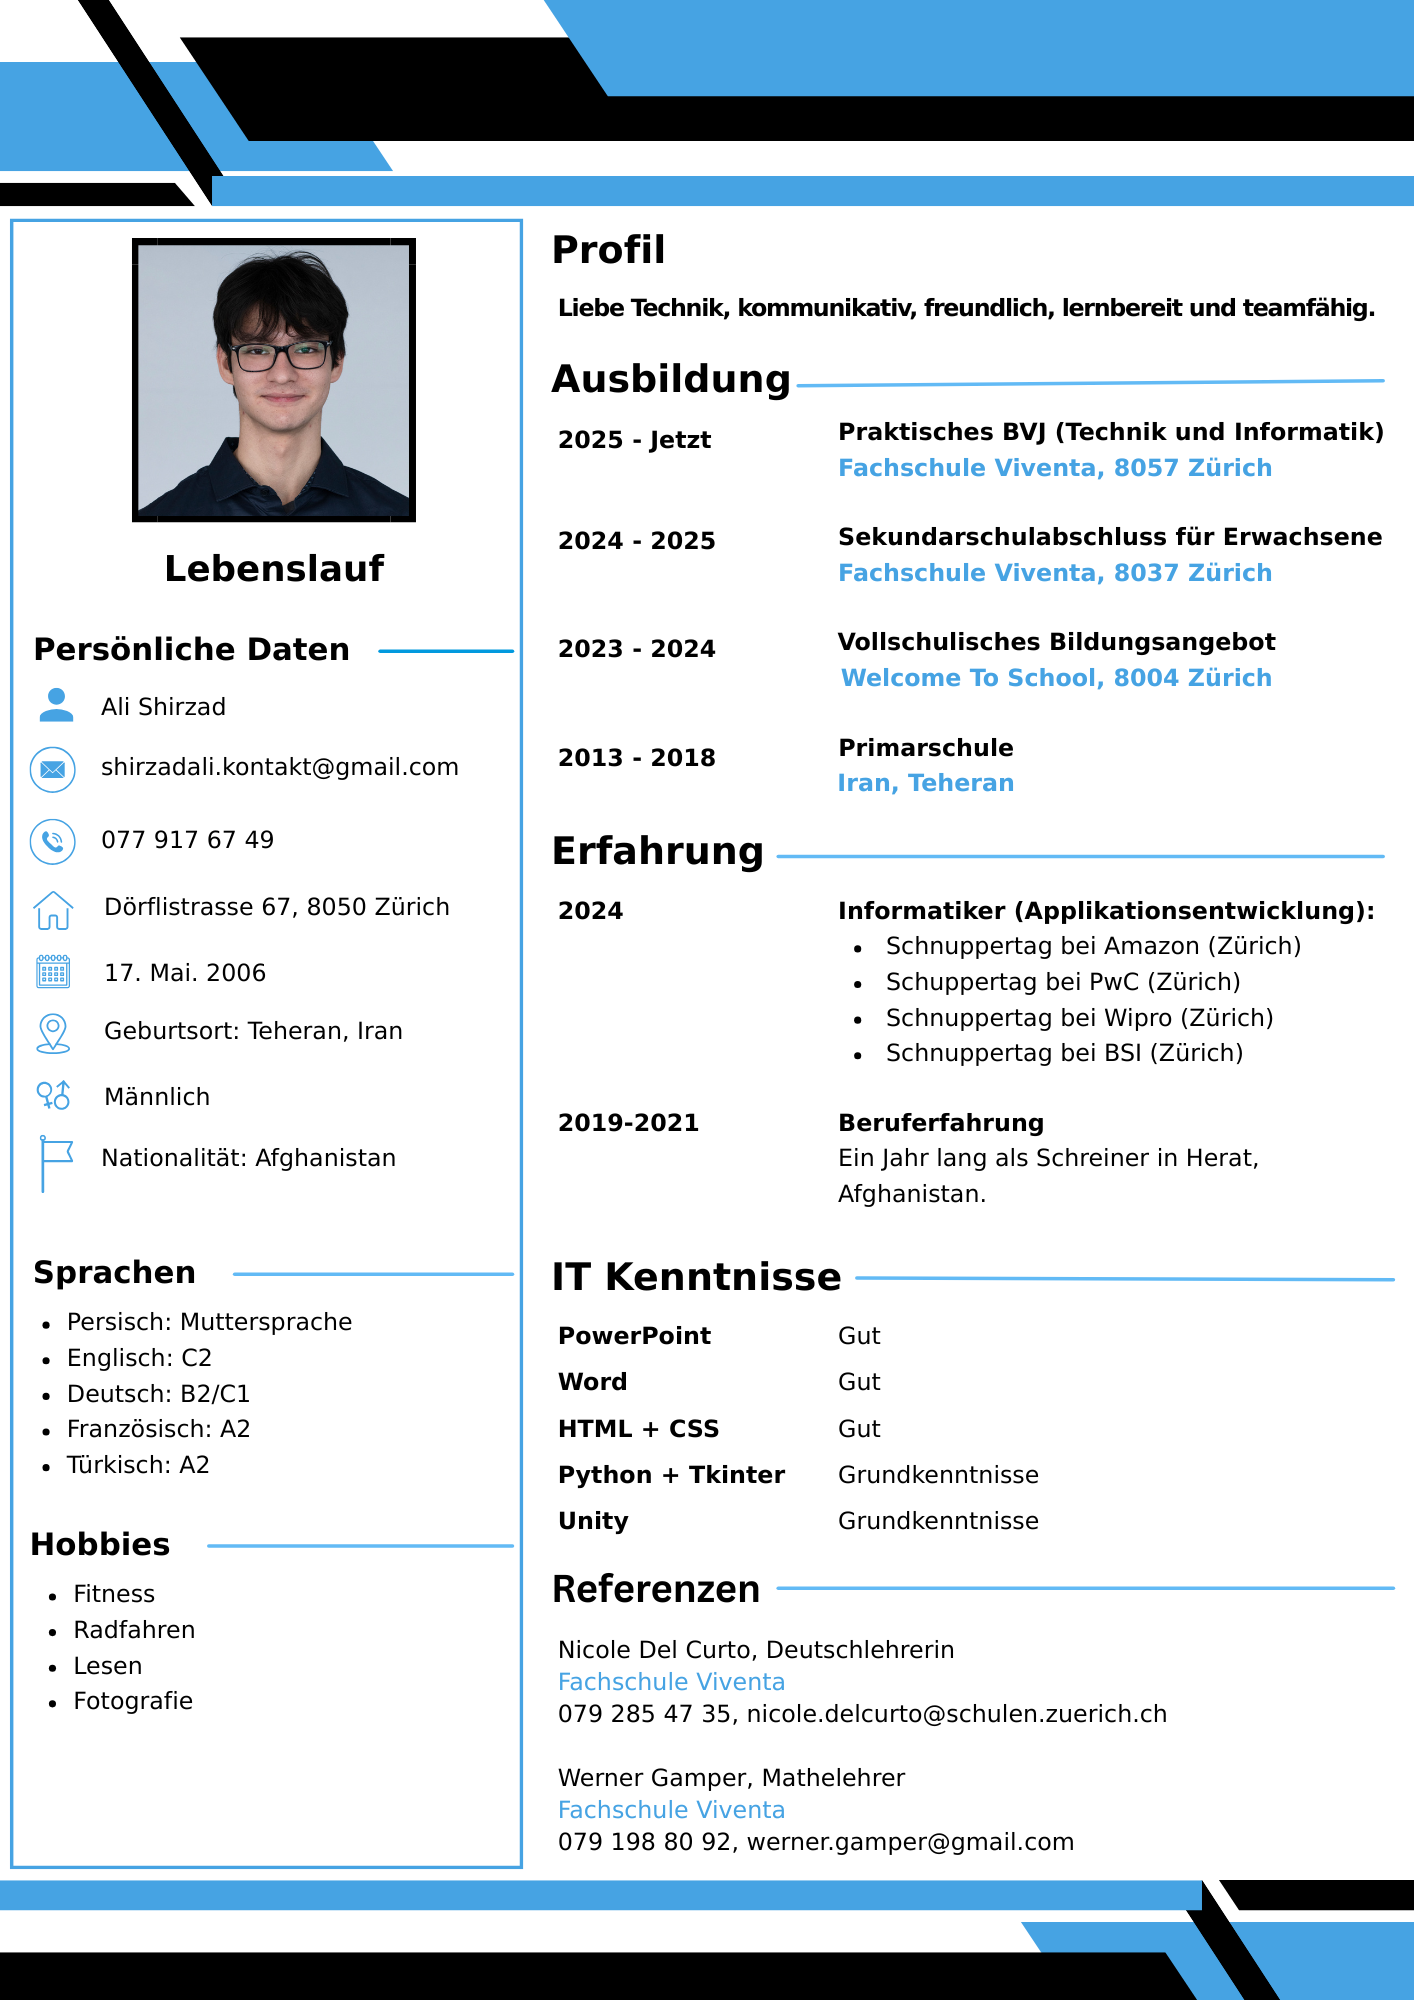 Lebenslauf
Persönliche Daten
Ali Shirzad
shirzadali.kontakt@gmail.com
077 917 67 49
Dörflistrasse 67, 8050 Zürich
17. Mai. 2006
Geburtsort: Teheran, Iran
Männlich
Nationalität: Afghanistan
Sprachen
• Persisch: Muttersprache
• Englisch: C2
• Deutsch: B2/C1
• Französisch: A2
• Türkisch: A2
Hobbies
• Fitness
• Radfahren
• Lesen
• Fotografie
Profil
Liebe Technik, kommunikativ, freundlich, lernbereit und teamfähig.
Ausbildung
2025 - Jetzt Praktisches BVJ (Technik und Informatik)
Fachschule Viventa, 8057 Zürich
2024 - 2025 Sekundarschulabschluss für Erwachsene
Fachschule Viventa, 8037 Zürich
2023 - 2024 Vollschulisches Bildungsangebot
Welcome To School, 8004 Zürich
2013 - 2018 Primarschule
Iran, Teheran
Erfahrung
2024 Informatiker (Applikationsentwicklung):
• Schnuppertag bei Amazon (Zürich)
• Schuppertag bei PwC (Zürich)
• Schnuppertag bei Wipro (Zürich)
• Schnuppertag bei BSI (Zürich)
2019-2021 Beruferfahrung
Ein Jahr lang als Schreiner in Herat,
Afghanistan.
IT Kenntnisse
PowerPoint Gut
Word Gut
HTML + CSS Gut
Python + Tkinter Grundkenntnisse
Unity Grundkenntnisse
Referenzen
Nicole Del Curto, Deutschlehrerin
Fachschule Viventa
079 285 47 35, nicole.delcurto@schulen.zuerich.ch
Werner Gamper, Mathelehrer
Fachschule Viventa
079 198 80 92, werner.gamper@gmail.com